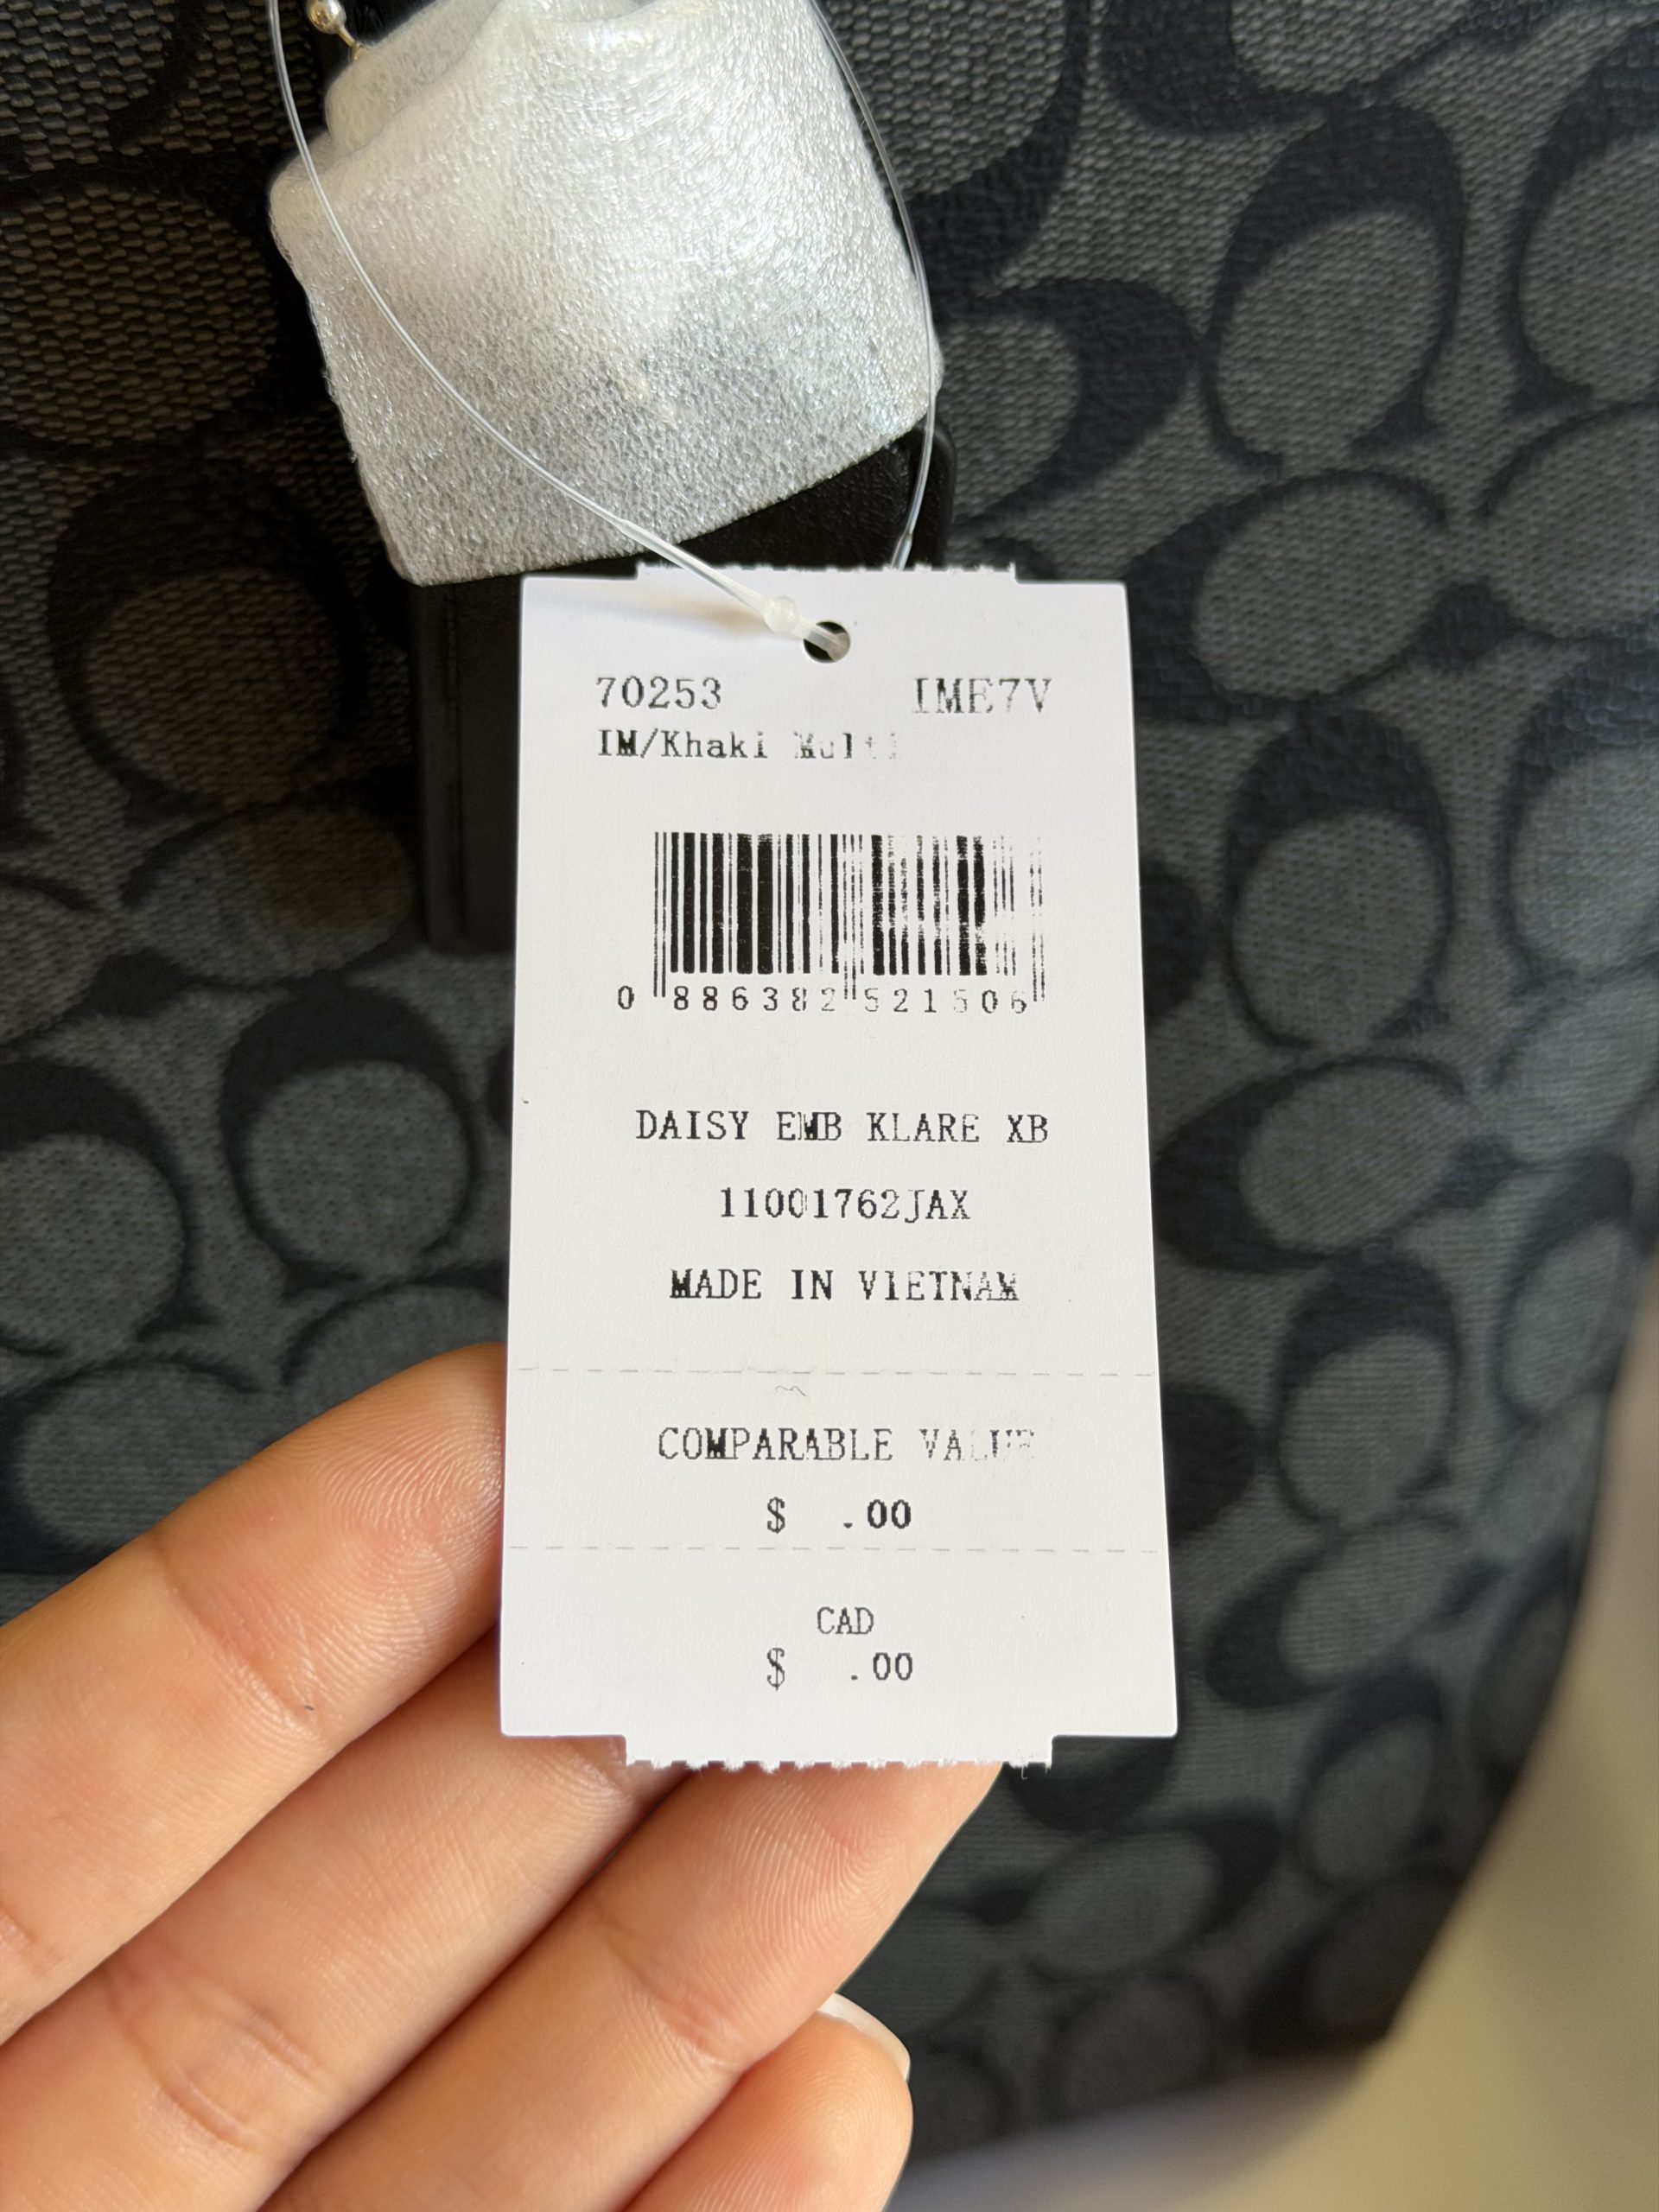 70253 IME7V
IM/Khaki Multi
0 886382 521506
DAISY EMB KLARE XB
11001762JAX
MADE IN VIETNAM
COMPARABLE VALUE
$ .00
CAD
$ .00